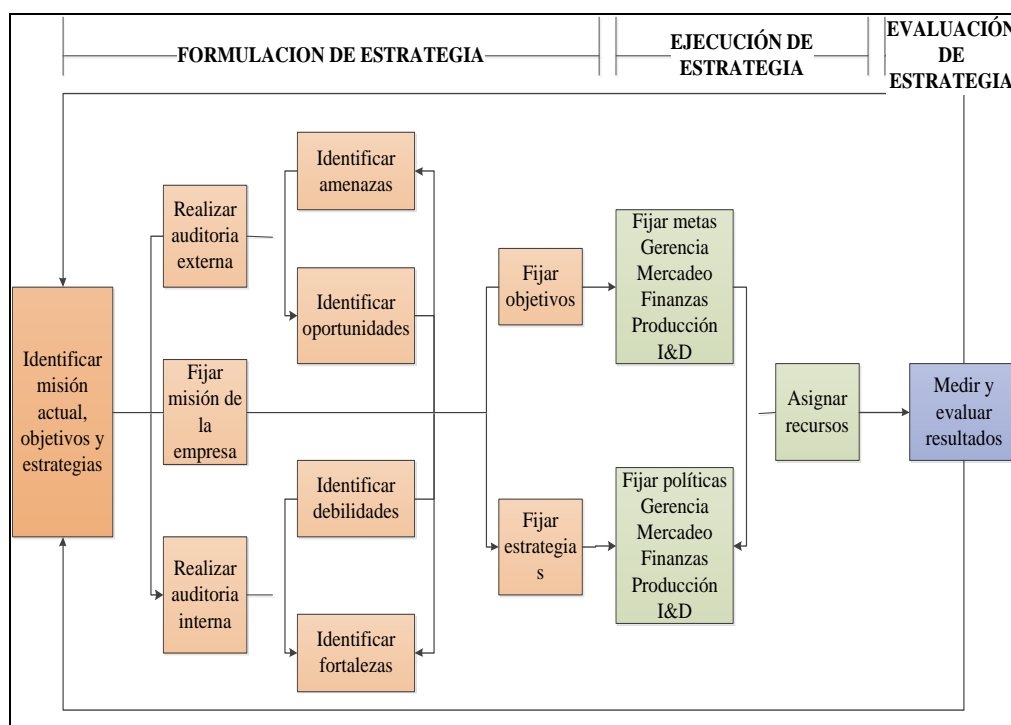 FORMULACION DE ESTRATEGIA
EJECUCIÓN DE
ESTRATEGIA
EVALUACIÓN
DE
ESTRATEGIA
Identificar
misión
actual,
objetivos y
estrategias
Realizar
auditoria
externa
Fijar
misión de
la
empresa
Realizar
auditoria
interna
Identificar
amenazas
Identificar
oportunidades
Identificar
debilidades
Identificar
fortalezas
Fijar
objetivos
Fijar
estrategia
s
Fijar metas
Gerencia
Mercadeo
Finanzas
Producción
I&D
Fijar políticas
Gerencia
Mercadeo
Finanzas
Producción
I&D
Asignar
recursos
Medir y
evaluar
resultados